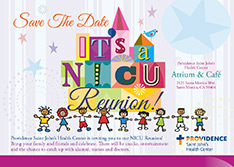 Save The Date
IT'S a
NICU
Reunion!
Providence Saint John's
Health Center
Atrium & Café
2121 Santa Monica Blvd
Santa Monica, CA 90404
Providence Saint John's Health Center is inviting you to our NICU Reunion!
Bring your family and friends and celebrate. There will be snacks, entertainment
and the chance to catch up with alumni, nurses and doctors.
PROVIDENCE
Saint John's
Health Center